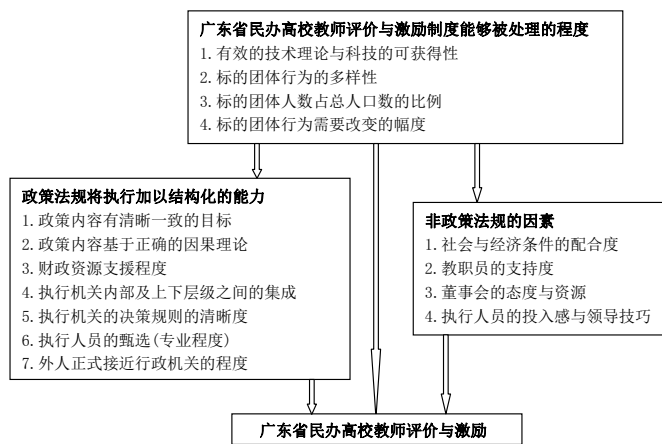 广东省民办高校教师评价与激励制度能够被处理的程度
1.有效的技术理论与科技的可获得性
2.标的团体行为的多样性
3.标的团体人数占总人口数的比例
4.标的团体行为需要改变的幅度
政策法规将执行加以结构化的能力
1.政策内容有清晰一致的目标
2.政策内容基于正确的因果理论
3.财政资源支援程度
4.执行机关内部及上下层级之间的集成
5.执行机关的决策规则的清晰度
6.执行人员的甄选(专业程度)
7.外人正式接近行政机关的程度
非政策法规的因素
1.社会与经济条件的配合度
2.教职员的支持度
3.董事会的态度与资源
4.执行人员的投入感与领导技巧
广东省民办高校教师评价与激励